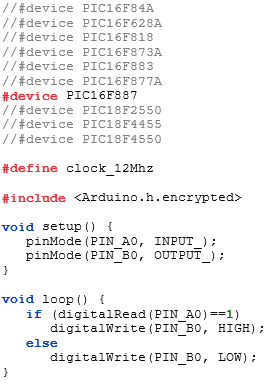 //#device PIC16F84A
//#device PIC16F628A
//#device PIC16F818
//#device PIC16F873A
//#device PIC16F883
//#device PIC16F877A
#device PIC16F887
//#device PIC18F2550
//#device PIC18F4455
//#device PIC18F4550
#define clock_12Mhz
#include <Arduino.h.encrypted>
void setup() {
pinMode(PIN_A0, INPUT_);
pinMode(PIN_B0, OUTPUT_);
}
void loop() {
if (digitalRead(PIN_A0)==1)
digitalWrite(PIN_B0, HIGH);
else
digitalWrite(PIN_B0, LOW);
}